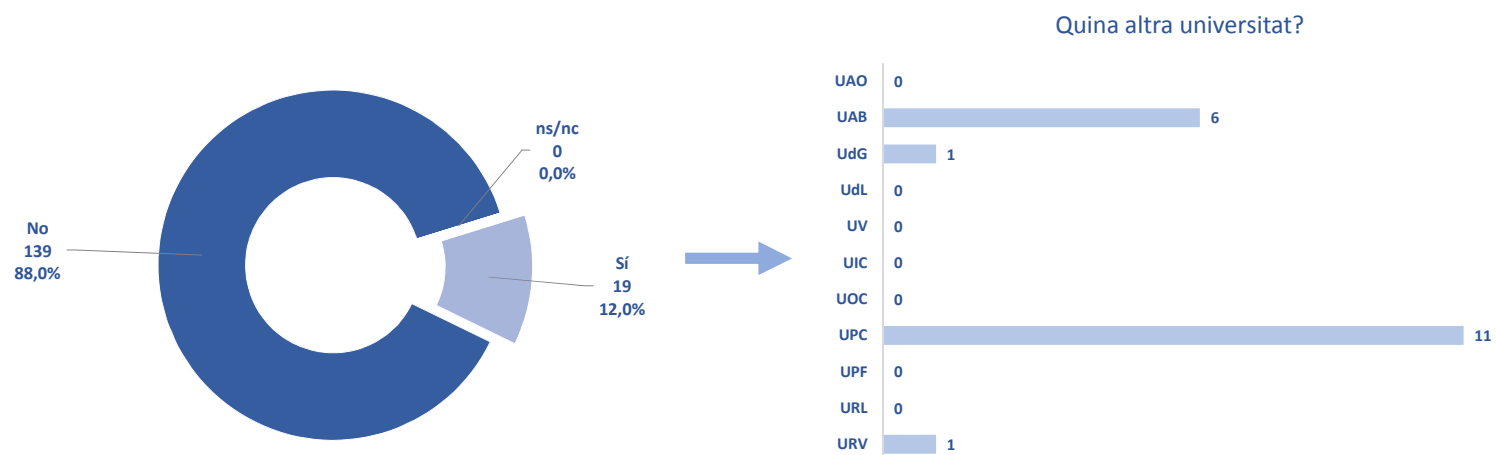 Quina altra universitat?
ns/nc
0
0,0%
No
139
88,0%
Sí
19
12,0%
UAO 0
UAB 6
UdG 1
UdL 0
UV 0
UIC 0
UOC 0
UPC 11
UPF 0
URL 0
URV 1